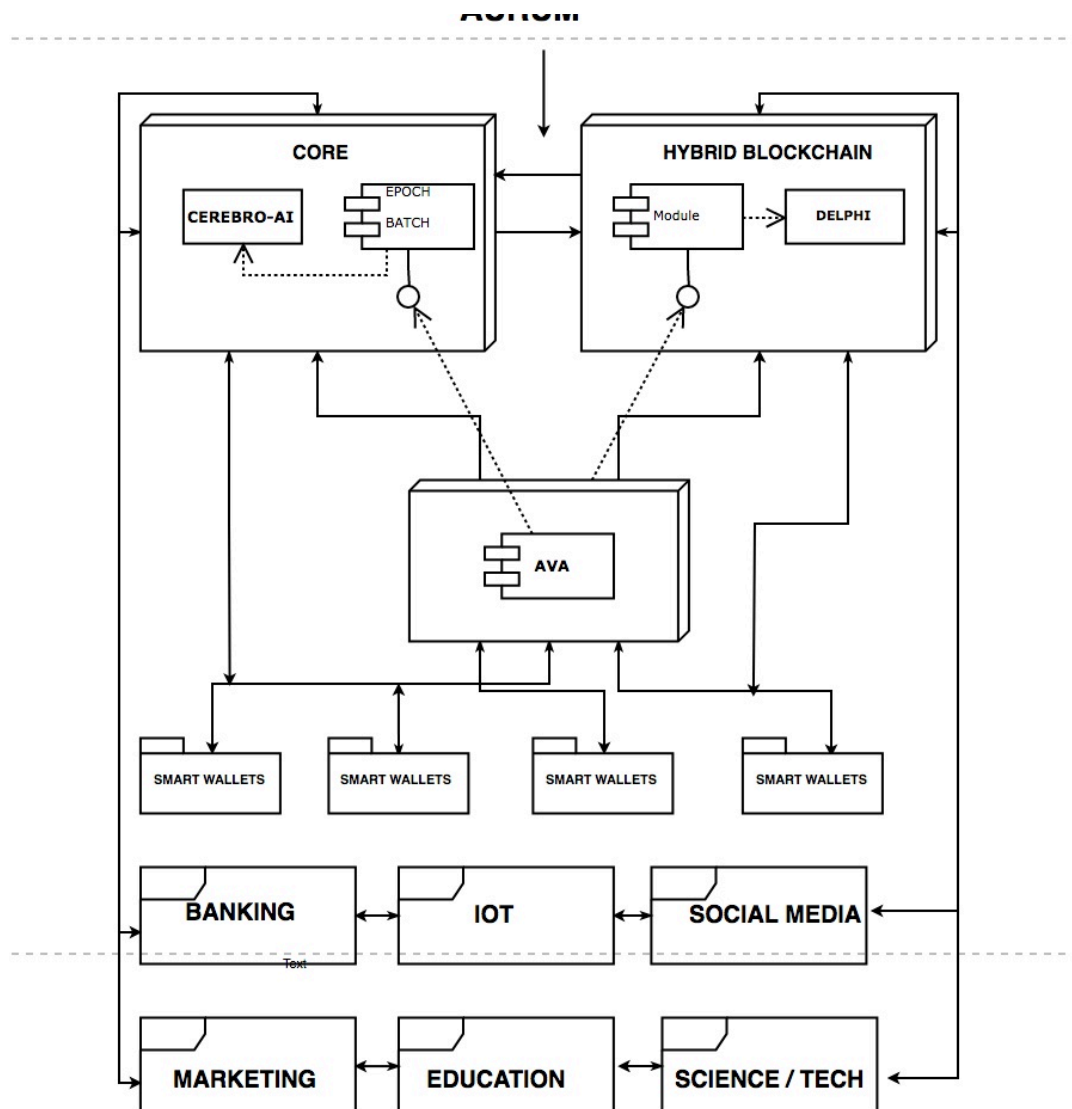 AURUM
CORE
HYBRID BLOCKCHAIN
CEREBRO-AI
EPOCH
BATCH
Module
DELPHI
AVA
SMART WALLETS
SMART WALLETS
SMART WALLETS
SMART WALLETS
BANKING
IOT
SOCIAL MEDIA
Text
MARKETING
EDUCATION
SCIENCE / TECH